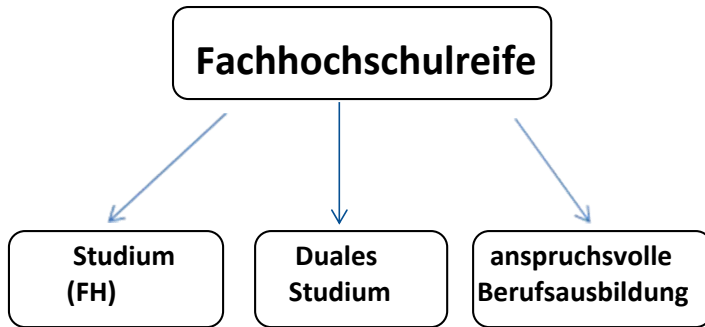 Fachhochschulreife
Studium
(FH)
Duales
Studium
anspruchsvolle
Berufsausbildung